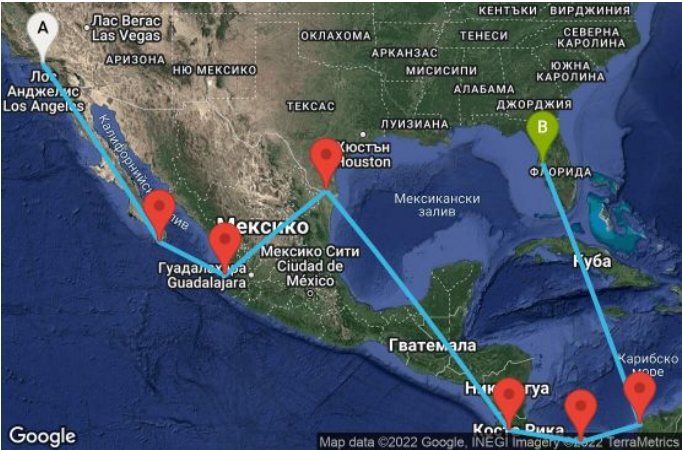 КЕНТЪКИ ВИРДЖИНИЯ
A
Лас Вегас
Las Vegas
ОКЛАХОМА
ТЕНЕСИ
СЕВЕРНА
КАРОЛИНА
АРИЗОНА
НЮ МЕКСИКО
АРКАНЗАС
МИСИСИПИ
ЮЖНА
КАРОЛИНА
Лос
Анджелис
Los Angeles
АЛАБАМА
ДЖОРДЖИЯ
ТЕКСАС
ЛУИЗИАНА
B
Хюстън
Houston
ФЛОРИДА
Мексикански
залив
Мексико
Мексико Сити
Ciudad de
México
Guadalajara
Куба
Гватемала
Карибско
море
Коста Рика
Google
Map data ©2022 Google, INEGI Imagery ©2022 TerraMetrics